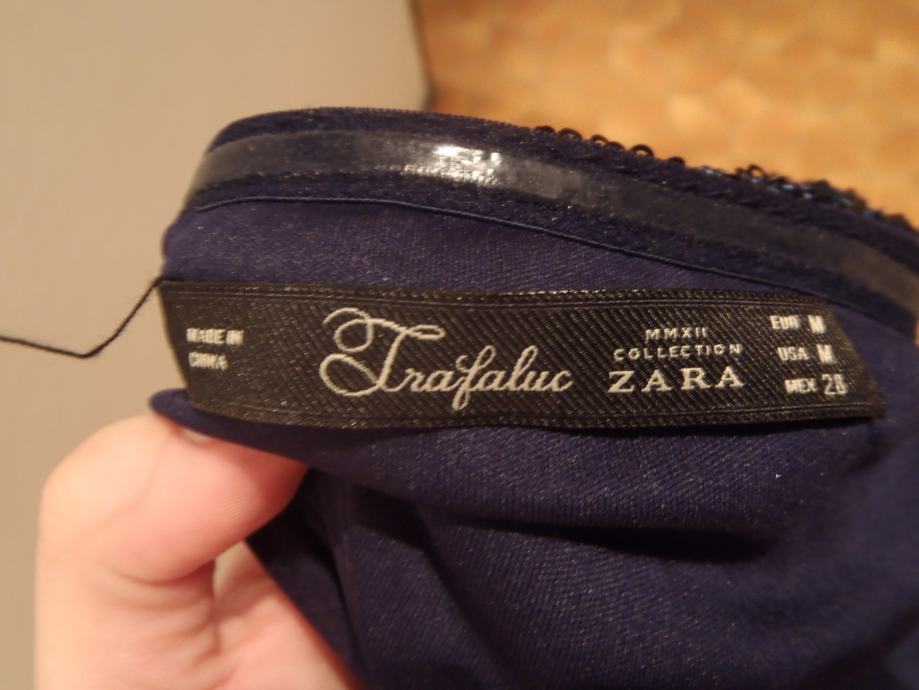 MADE IN
CHINA
Trafaluc
MMXII
COLLECTION
ZARA
EUR M
USA M
MEX 28